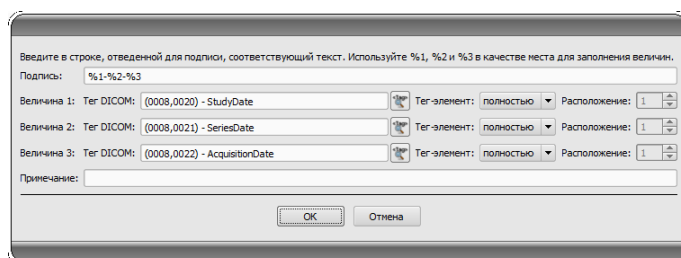 Введите в строке, отведенной для подписи, соответствующий текст. Используйте %1, %2 и %3 в качестве места для заполнения величин.
Подпись: %1-%2-%3
Величина 1: Тег DICOM: (0008,0020) - StudyDate Тег-элемент: полностью Расположение: 1
Величина 2: Тег DICOM: (0008,0021) - SeriesDate Тег-элемент: полностью Расположение: 1
Величина 3: Тег DICOM: (0008,0022) - AcquisitionDate Тег-элемент: полностью Расположение: 1
Примечание:
OK Отмена